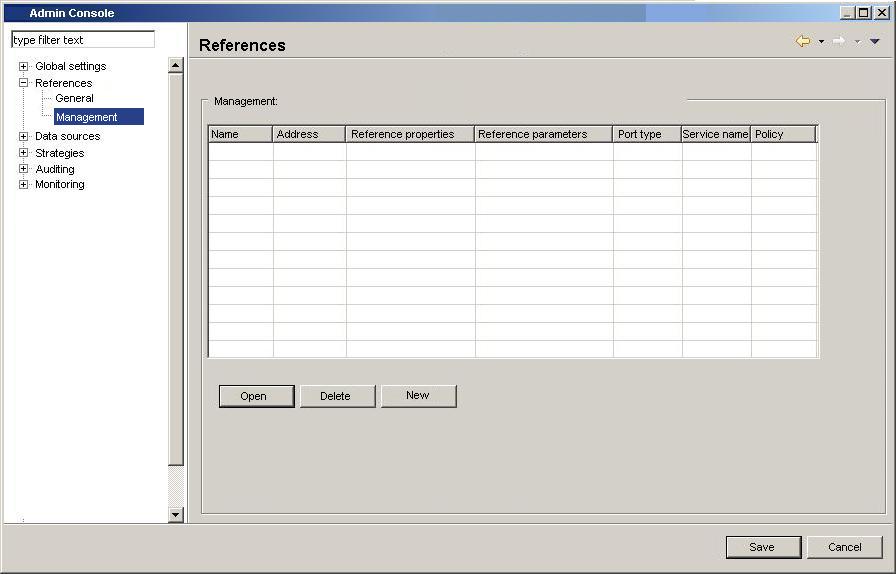 Admin Console
type filter text
Global settings
References
General
Management
Data sources
Strategies
Auditing
Monitoring
References
Management:
Name Address Reference properties Reference parameters Port type Service name Policy
Open Delete New
Save Cancel